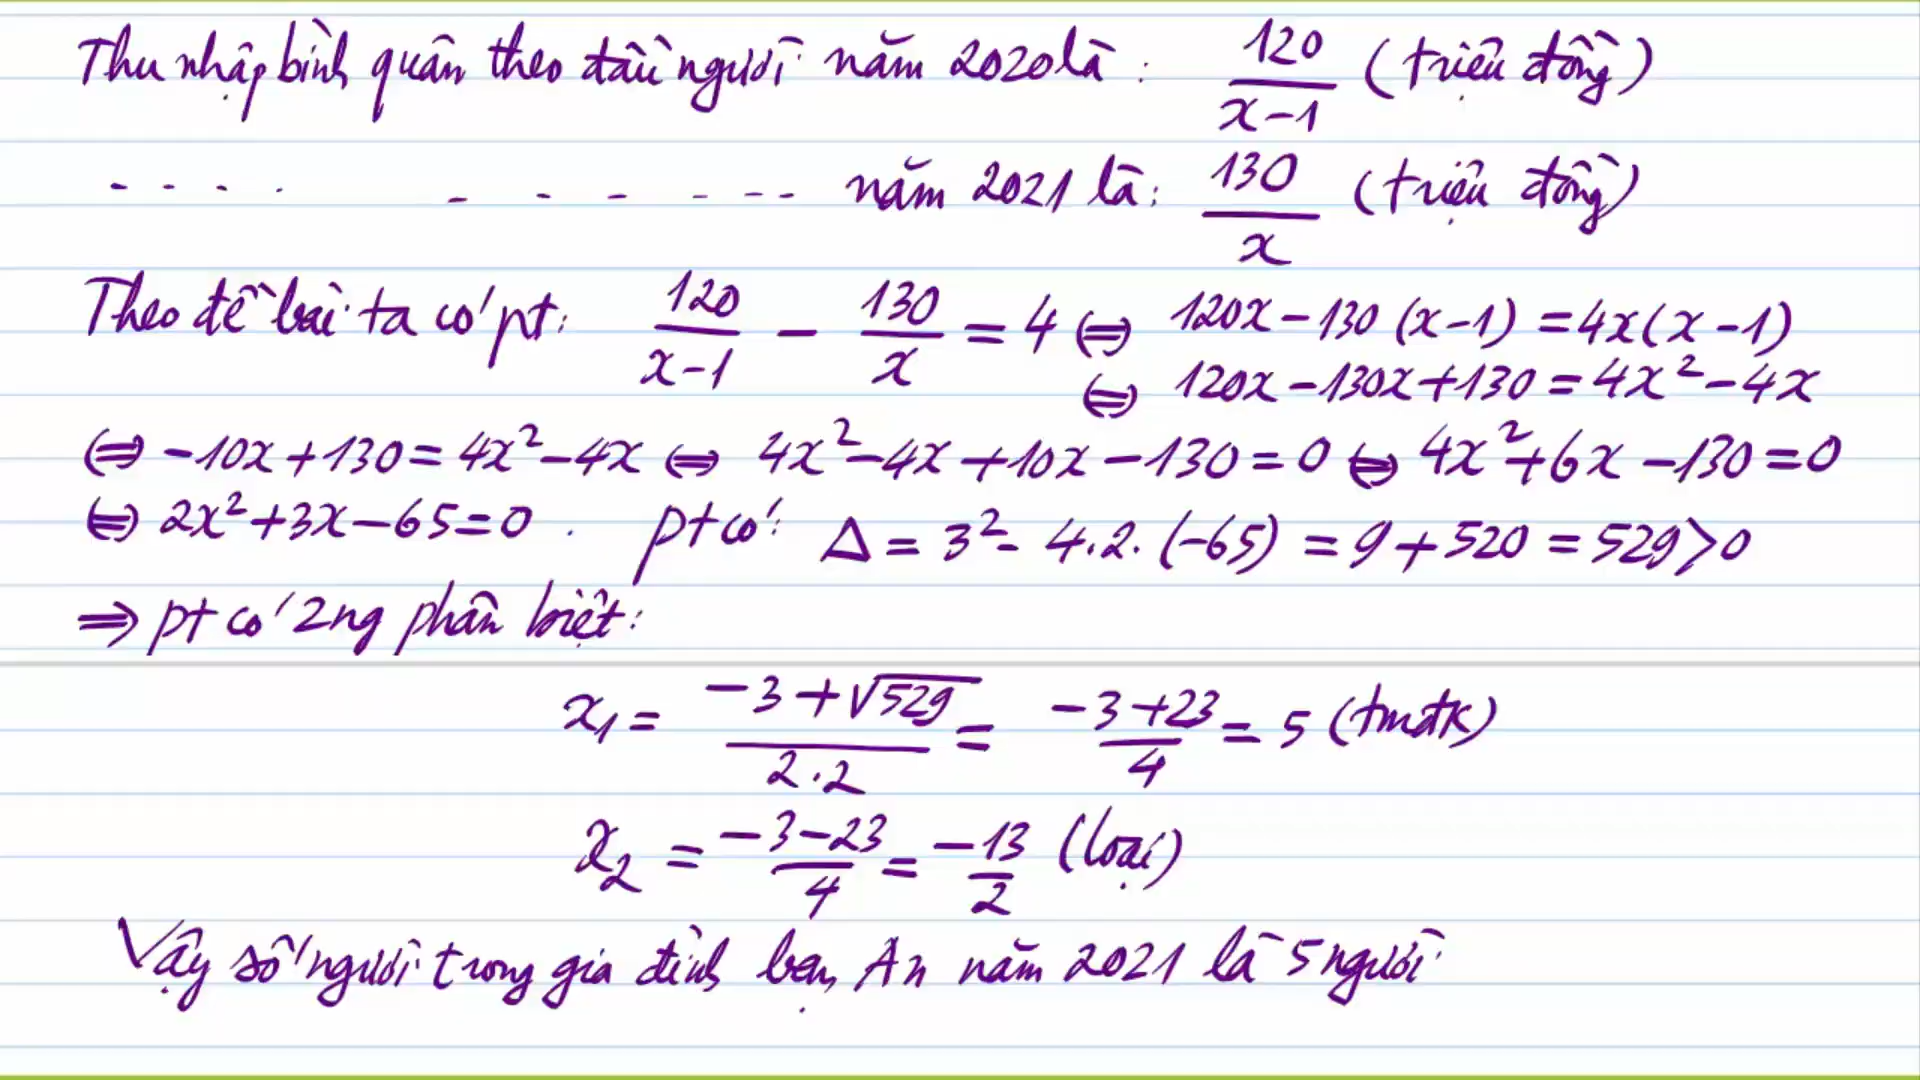 Thu nhập bình quân theo đầu người năm 2020 là : 120/(x-1) (triệu đồng)
- - - - - - - - - - năm 2021 là: 130/x (triệu đồng)
Theo đề bài ta có pt: 120/(x-1) - 130/x = 4 ⇔ 120x - 130 (x-1) = 4x(x-1)
⇔ 120x - 130x + 130 = 4x² - 4x
⇔ -10x + 130 = 4x² - 4x ⇔ 4x² - 4x + 10x - 130 = 0 ⇔ 4x² + 6x - 130 = 0
⇔ 2x² + 3x - 65 = 0 . pt có: Δ = 3² - 4.2.(-65) = 9 + 520 = 529 > 0
⇒ pt có 2 ng phân biệt:
x₁ = (-3 + √529)/(2.2) = (-3 + 23)/4 = 5 (tmđk)
x₂ = (-3 - 23)/4 = -13/2 (loại)
Vậy số người trong gia đình bạn An năm 2021 là 5 người